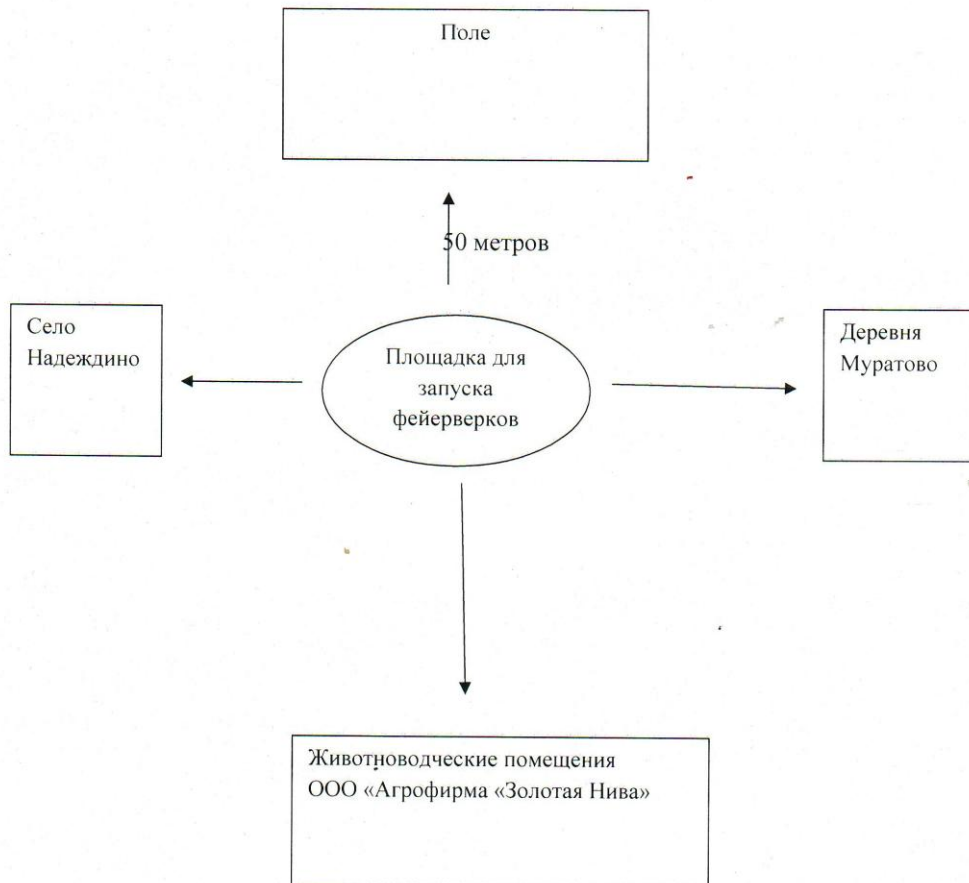 Поле
50 метров
Село
Надеждино
Площадка для
запуска
фейерверков
Деревня
Муратово
Животноводческие помещения
ООО «Агрофирма «Золотая Нива»